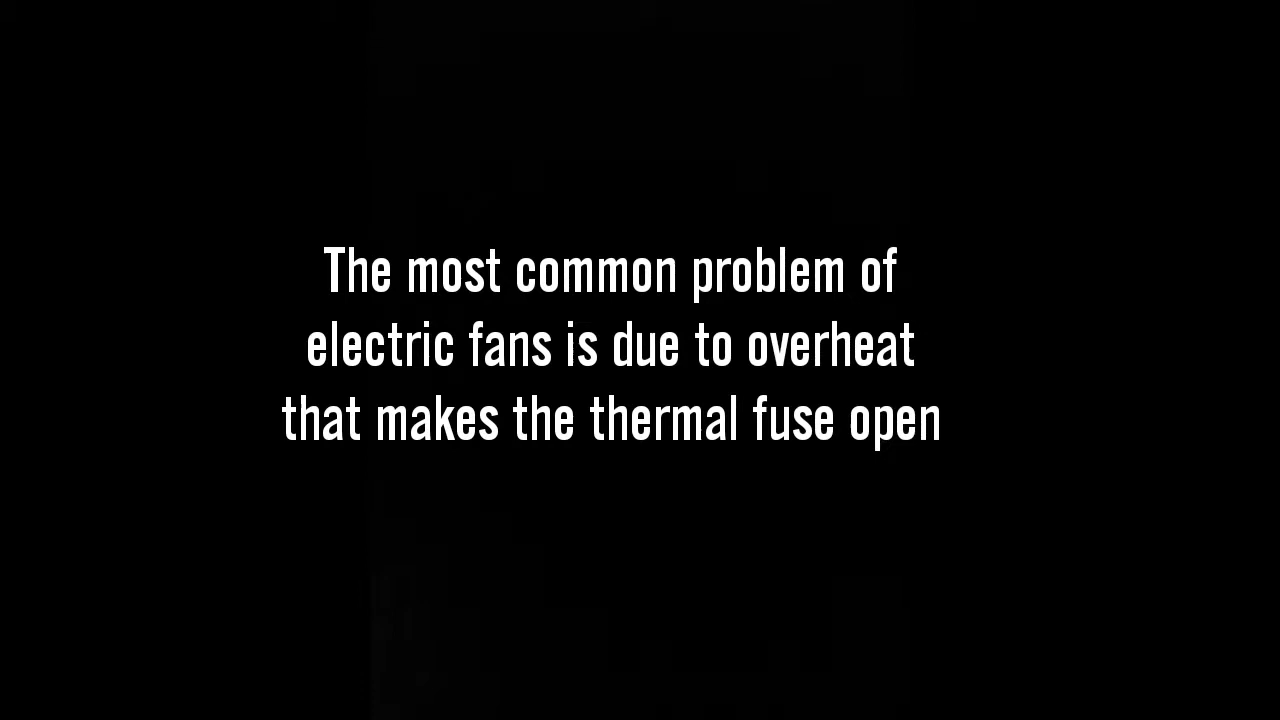 The most common problem of
electric fans is due to overheat
that makes the thermal fuse open